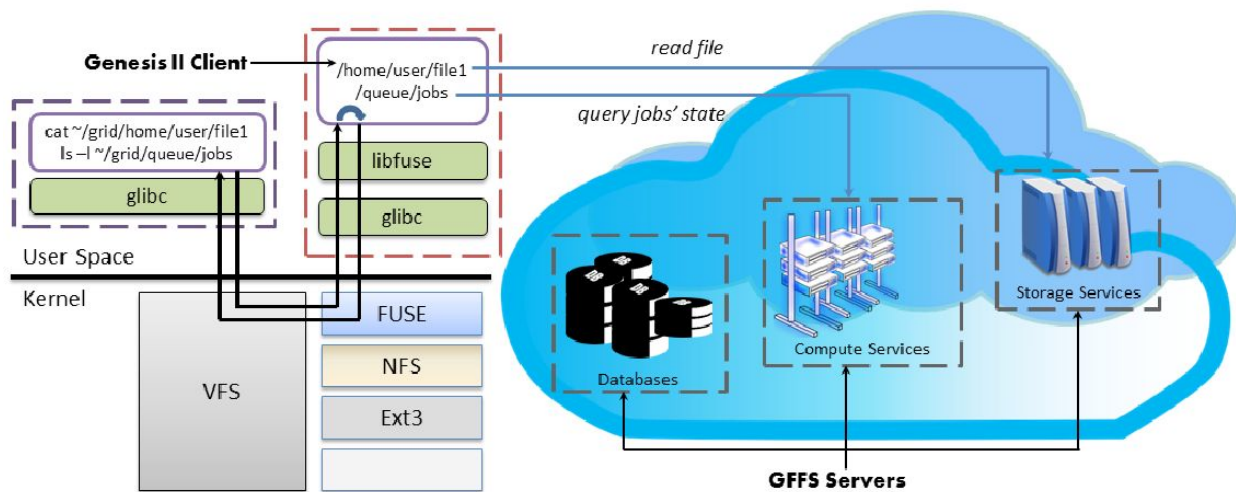 Genesis II Client
/home/user/file1
/queue/jobs
read file
query jobs' state
cat ~/grid/home/user/file1
ls –l ~/grid/queue/jobs
glibc
libfuse
glibc
User Space
Kernel
VFS
FUSE
NFS
Ext3
Databases
Compute Services
Storage Services
GFFS Servers